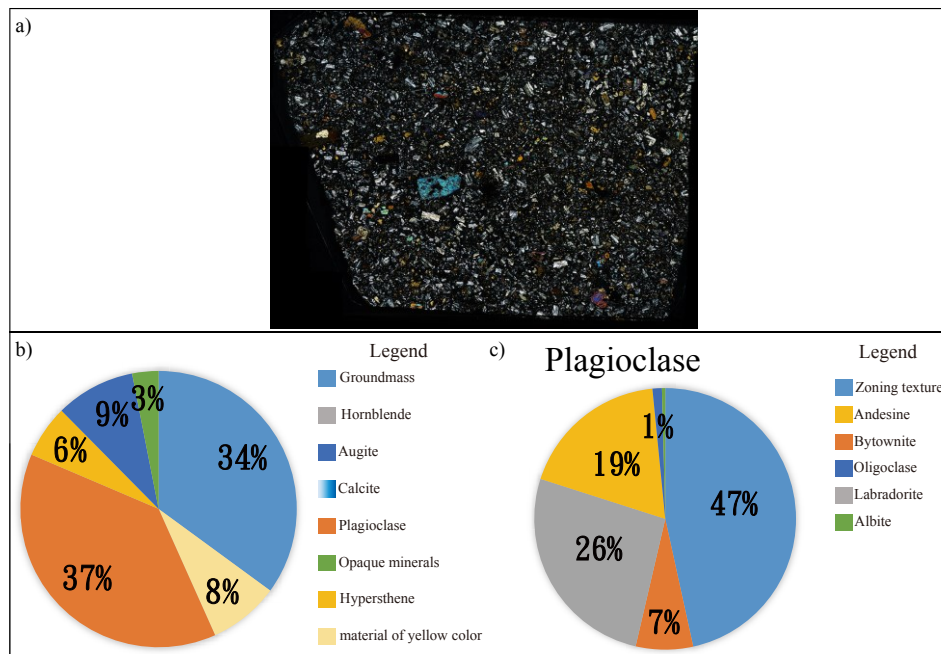 a)
b)
Legend
Groundmass
Hornblende
Augite
Calcite
Plagioclase
Opaque minerals
Hypersthene
material of yellow color
3%
9%
6%
34%
37%
8%
c)
Plagioclase
Legend
Zoning texture
Andesine
Bytownite
Oligoclase
Labradorite
Albite
1%
19%
47%
26%
7%